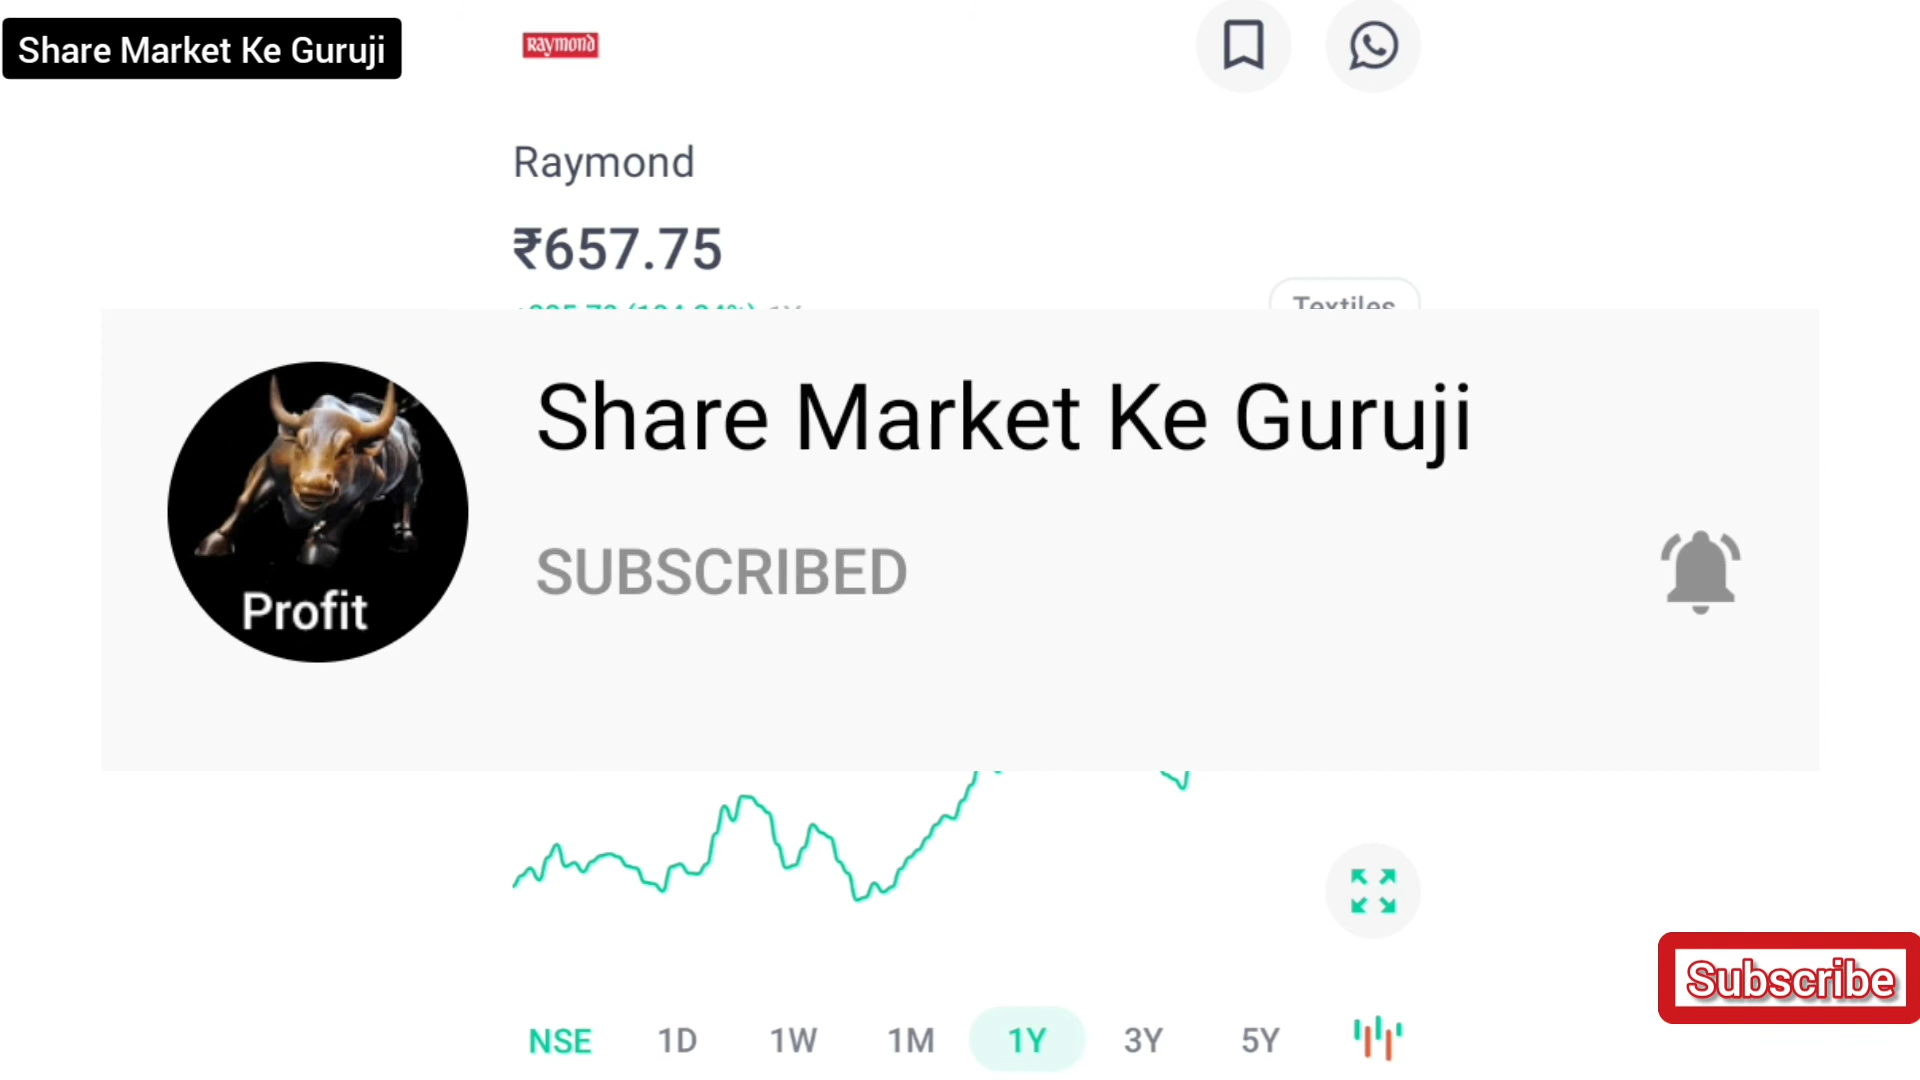 Share Market Ke Guruji
Raymond
Raymond
₹657.75
Textiles
Share Market Ke Guruji
SUBSCRIBED
Profit
Subscribe
NSE 1D 1W 1M 1Y 3Y 5Y